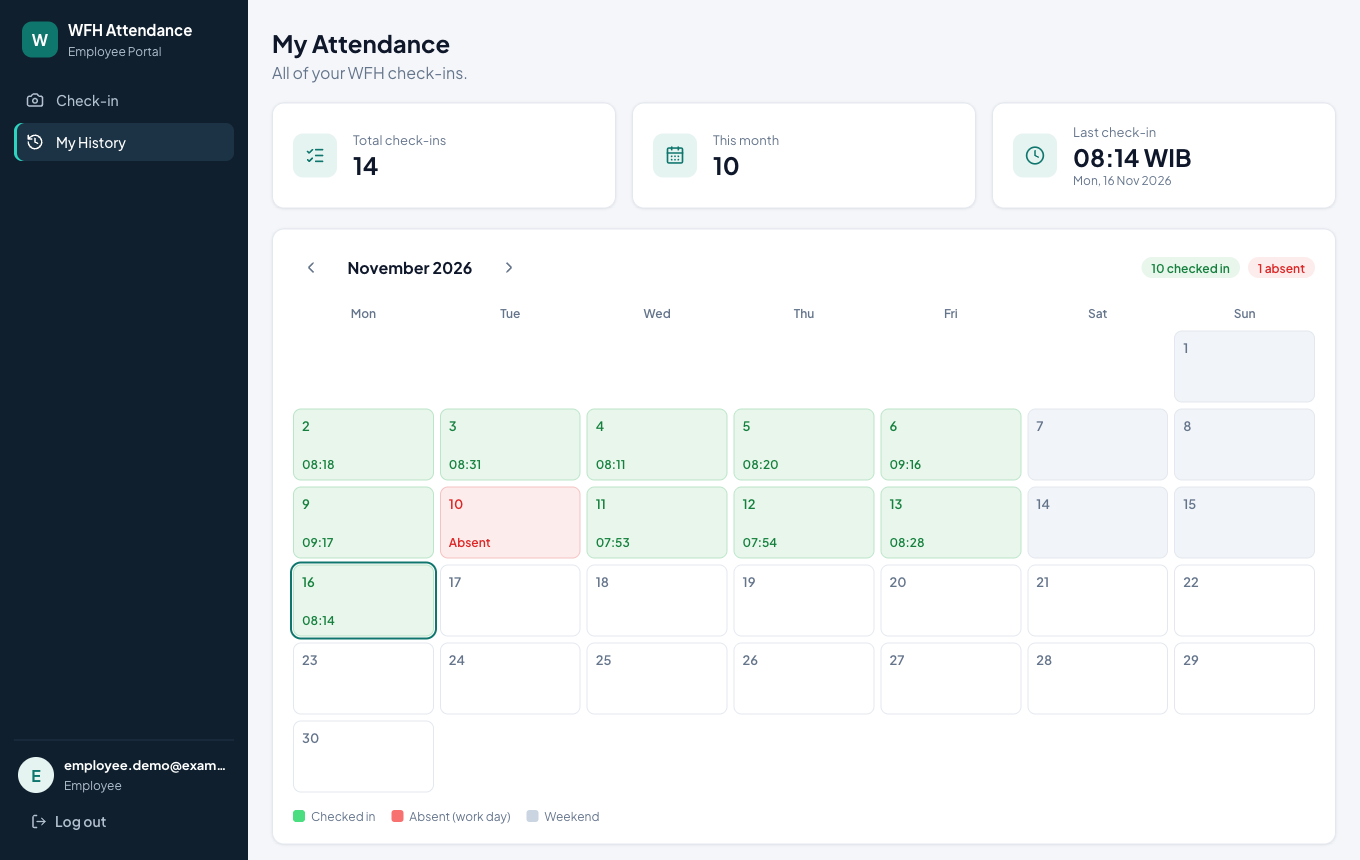 W
WFH Attendance
Employee Portal
Check-in
My History
employee.demo@exam...
E
Employee
Log out
My Attendance
All of your WFH check-ins.
Total check-ins
14
This month
10
Last check-in
08:14 WIB
Mon, 16 Nov 2026
November 2026
10 checked in
1 absent
Mon Tue Wed Thu Fri Sat Sun
1
2 3 4 5 6 7 8
08:18 08:31 08:11 08:20 09:16
9 10 11 12 13 14 15
09:17 Absent 07:53 07:54 08:28
16 17 18 19 20 21 22
08:14
23 24 25 26 27 28 29
30
Checked in Absent (work day) Weekend